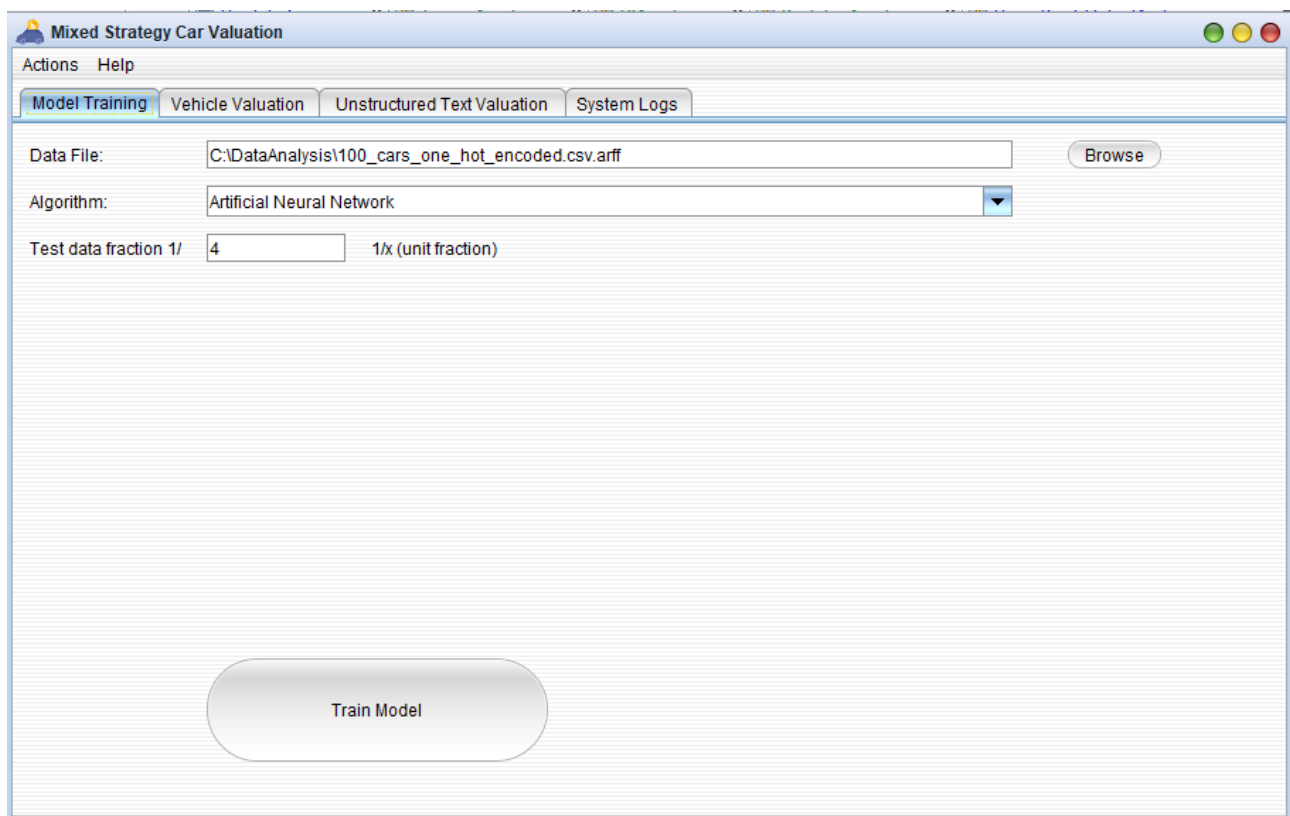 Mixed Strategy Car Valuation
Actions Help
Model Training Vehicle Valuation Unstructured Text Valuation System Logs
Data File: C:\DataAnalysis\100_cars_one_hot_encoded.csv.arff Browse
Algorithm: Artificial Neural Network
Test data fraction 1/ 4 1/x (unit fraction)
Train Model